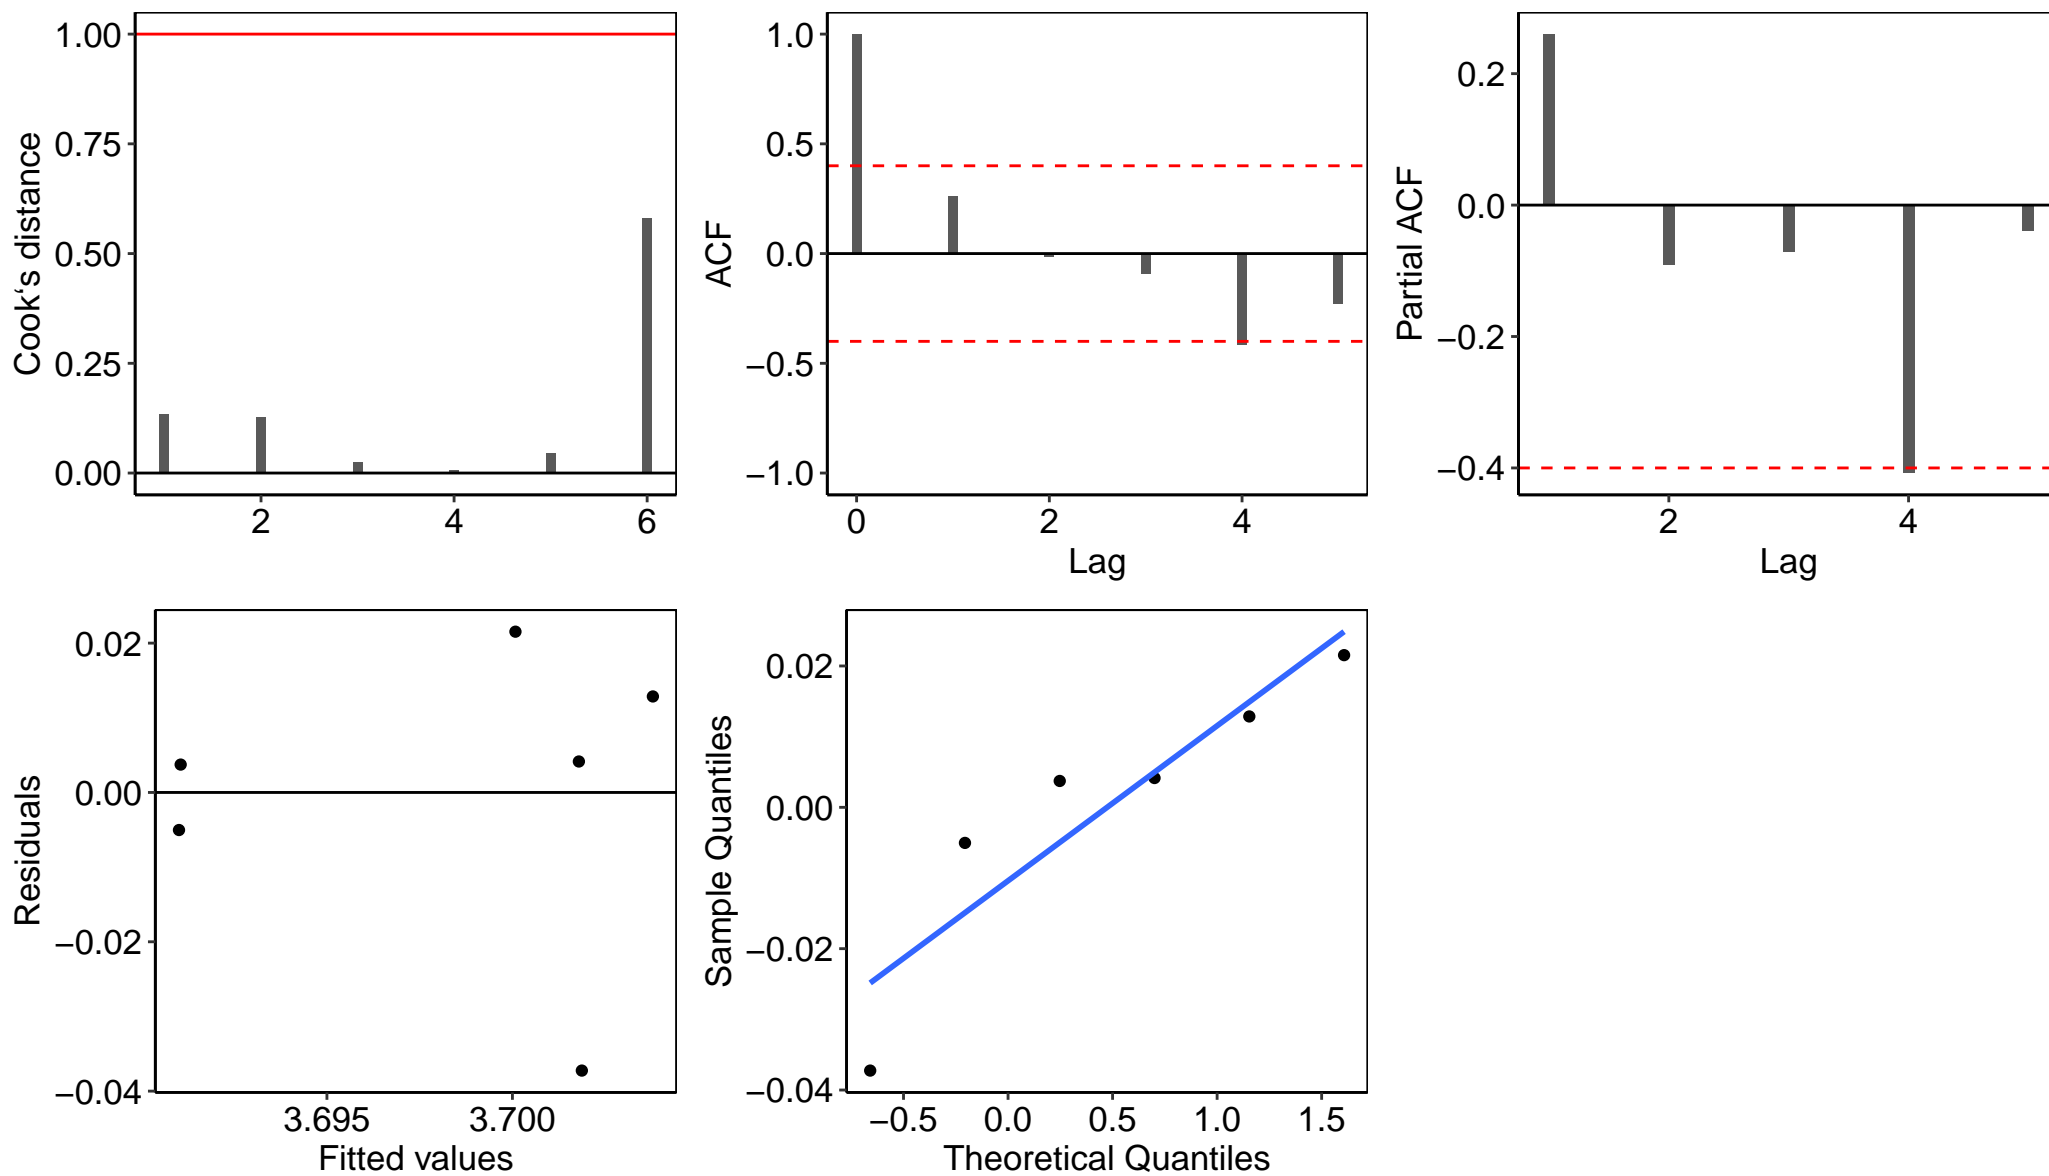 Cook‘s distance
1.00
0.75
0.50
0.25
0.00
2 4 6
ACF
1.0
0.5
0.0
−0.5
−1.0
0 2 4
Lag
Partial ACF
0.2
0.0
−0.2
−0.4
2 4
Lag
Residuals
0.02
0.00
−0.02
−0.04
3.695 3.700
Fitted values
Sample Quantiles
0.02
0.00
−0.02
−0.04
−0.5 0.0 0.5 1.0 1.5
Theoretical Quantiles